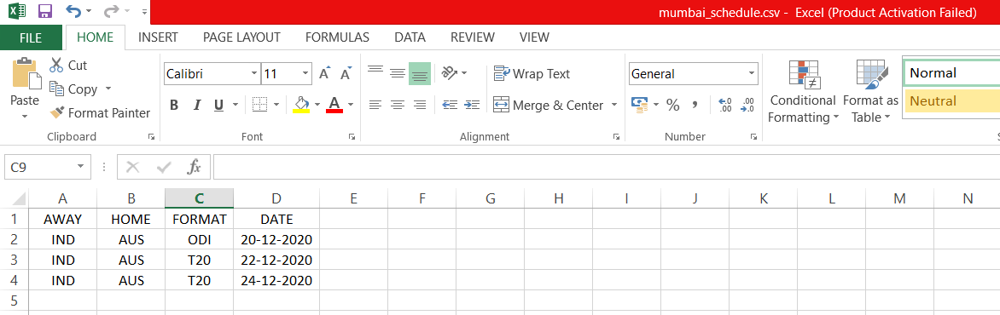 mumbai_schedule.csv - Excel (Product Activation Failed)
FILE HOME INSERT PAGE LAYOUT FORMULAS DATA REVIEW VIEW
Paste Cut
Copy
Format Painter
Clipboard
Calibri 11 A A
B I U A
Font
Wrap Text
Merge & Center
Alignment
General
% , .00 .00
Number
Conditional Formatting
Format as Table
Normal
Neutral
C9 fx
A B C D E F G H I J K L M N
1 AWAY HOME FORMAT DATE
2 IND AUS ODI 20-12-2020
3 IND AUS T20 22-12-2020
4 IND AUS T20 24-12-2020
5